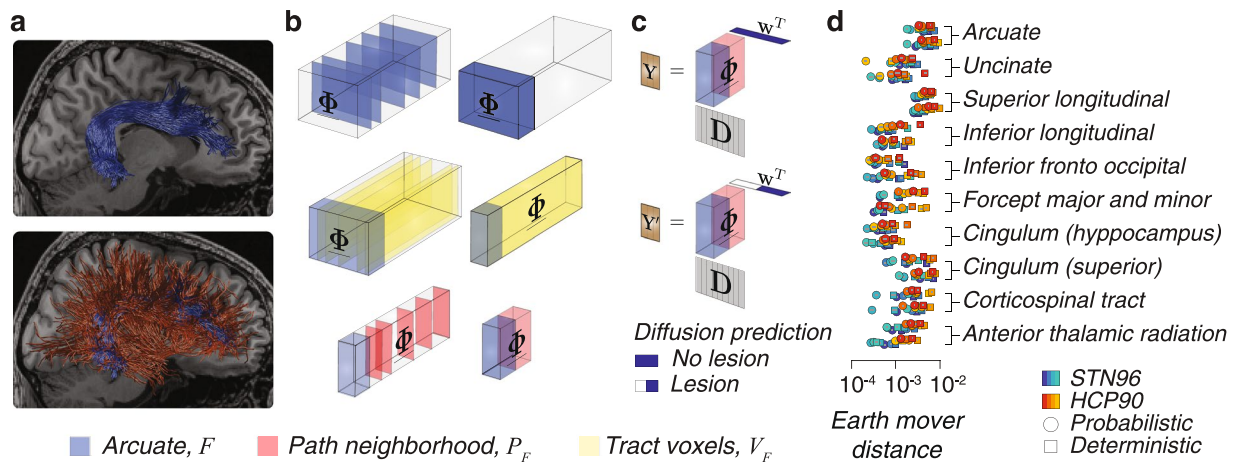 a
b
c
d
Φ
Φ
Φ
Φ
Φ
Φ
Y = Φ wᵀ
D
Y' = Φ wᵀ
D
Diffusion prediction
No lesion
Lesion
Arcuate
Uncinate
Superior longitudinal
Inferior longitudinal
Inferior fronto occipital
Forcept major and minor
Cingulum (hyppocampus)
Cingulum (superior)
Corticospinal tract
Anterior thalamic radiation
10⁻⁴ 10⁻³ 10⁻²
Earth mover
distance
STN96
HCP90
Probabilistic
Deterministic
Arcuate, F
Path neighborhood, P_F
Tract voxels, V_F